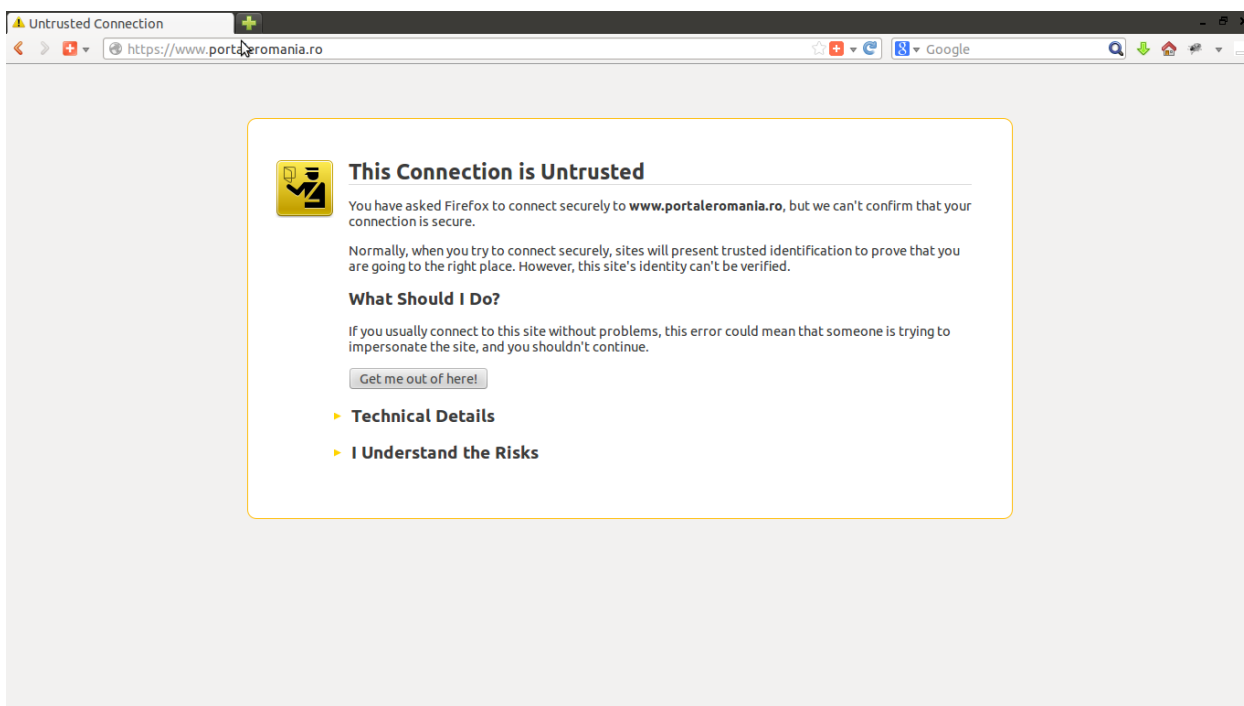 Untrusted Connection
https://www.portaleromania.ro
Google
This Connection is Untrusted
You have asked Firefox to connect securely to www.portaleromania.ro, but we can't confirm that your
connection is secure.
Normally, when you try to connect securely, sites will present trusted identification to prove that you
are going to the right place. However, this site's identity can't be verified.
What Should I Do?
If you usually connect to this site without problems, this error could mean that someone is trying to
impersonate the site, and you shouldn't continue.
Get me out of here!
Technical Details
I Understand the Risks